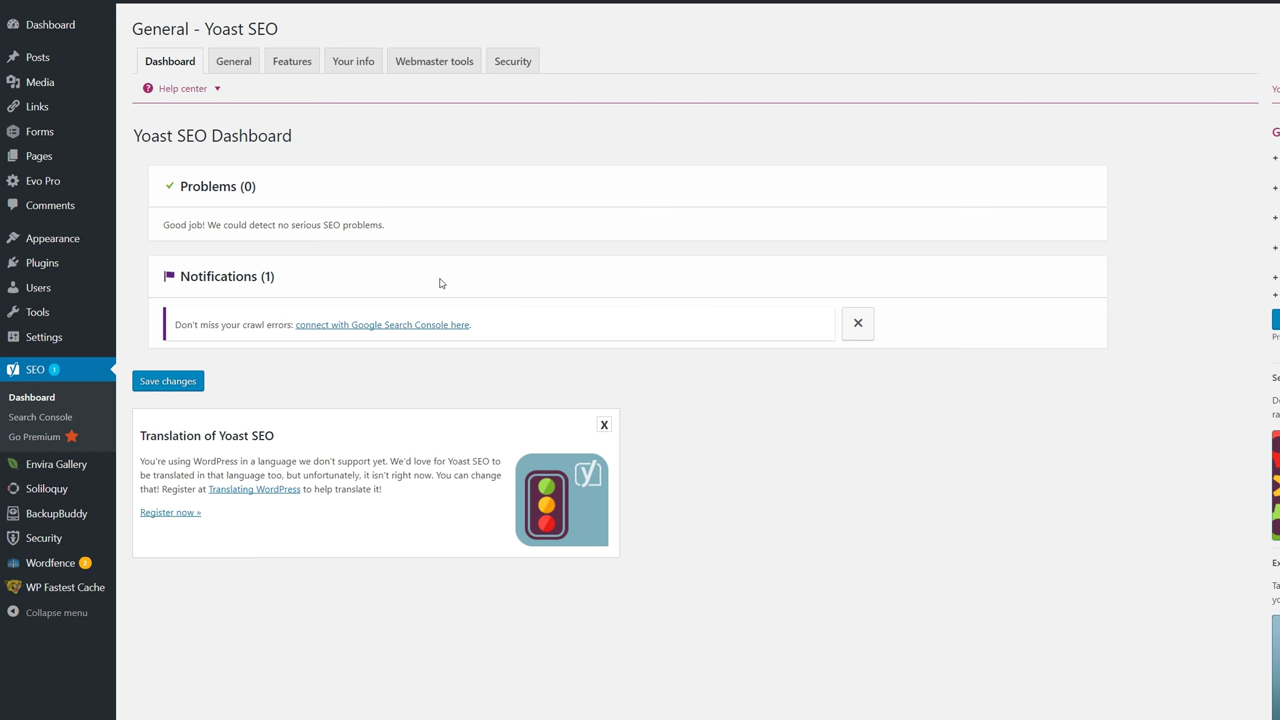 Dashboard
Posts
Media
Links
Forms
Pages
Evo Pro
Comments
Appearance
Plugins
Users
Tools
Settings
SEO 1
Dashboard
Search Console
Go Premium
Envira Gallery
Soliloquy
BackupBuddy
Security
Wordfence 2
WP Fastest Cache
Collapse menu
General - Yoast SEO
Dashboard General Features Your info Webmaster tools Security
Help center
Yoast SEO Dashboard
Problems (0)
Good job! We could detect no serious SEO problems.
Notifications (1)
Don't miss your crawl errors: connect with Google Search Console here.
Save changes
Translation of Yoast SEO
X
You're using WordPress in a language we don't support yet. We'd love for Yoast SEO to
be translated in that language too, but unfortunately, it isn't right now. You can change
that! Register at Translating WordPress to help translate it!
Register now »